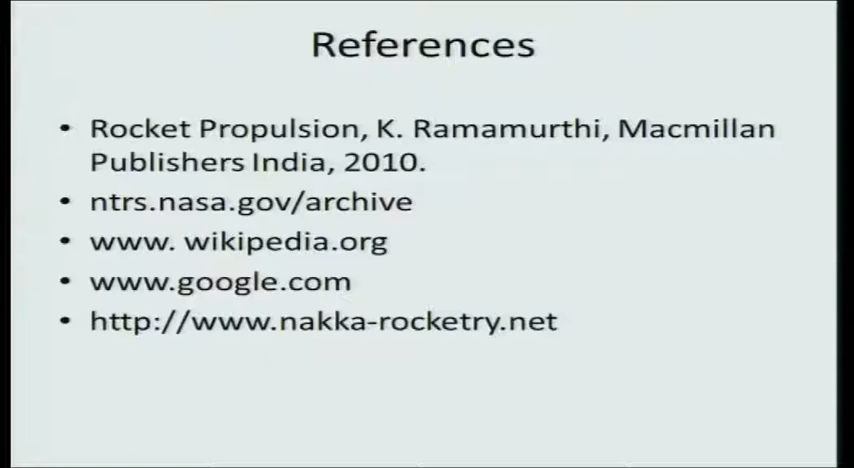 References
• Rocket Propulsion, K. Ramamurthi, Macmillan
Publishers India, 2010.
• ntrs.nasa.gov/archive
• www. wikipedia.org
• www.google.com
• http://www.nakka-rocketry.net